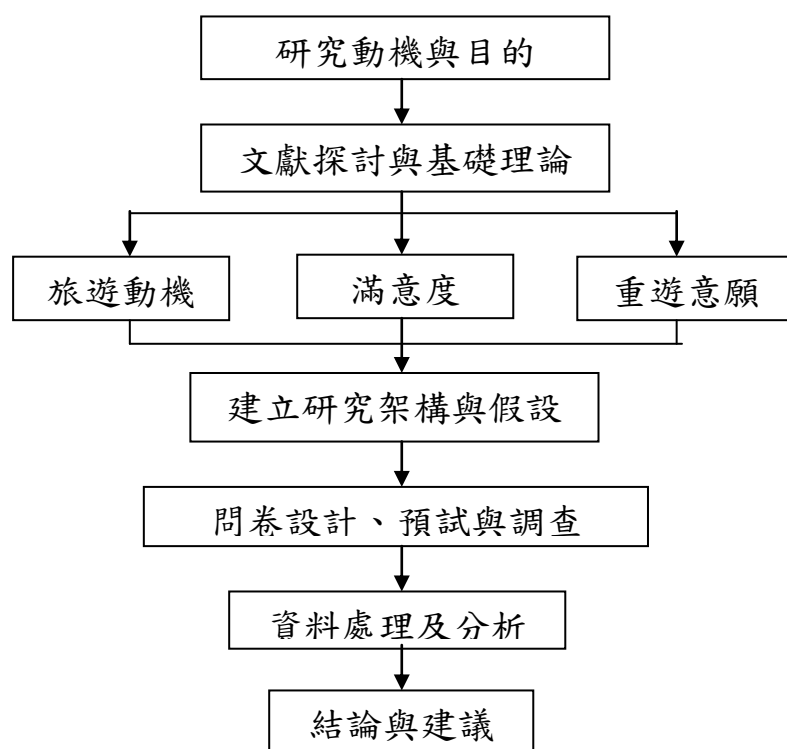 研究動機與目的
文獻探討與基礎理論
旅遊動機
滿意度
重遊意願
建立研究架構與假設
問卷設計、預試與調查
資料處理及分析
結論與建議